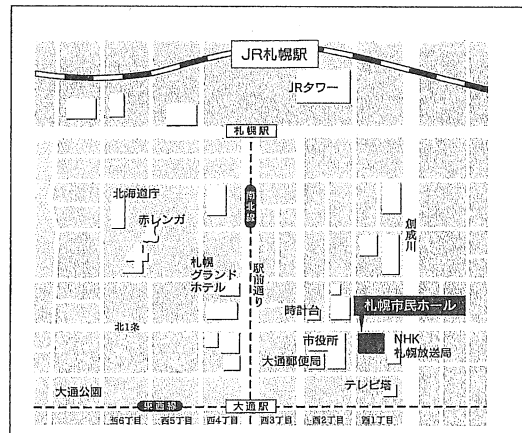 JR札幌駅
JRタワー
札幌駅
北海道庁
赤レンガ
南北線
創成川
札幌
グランド
ホテル
駅前通り
時計台
札幌市民ホール
北1条
市役所
大通郵便局
NHK
札幌放送局
テレビ塔
大通公園
東西線
大通駅
西6丁目
西5丁目
西4丁目
西3丁目
西2丁目
西1丁目